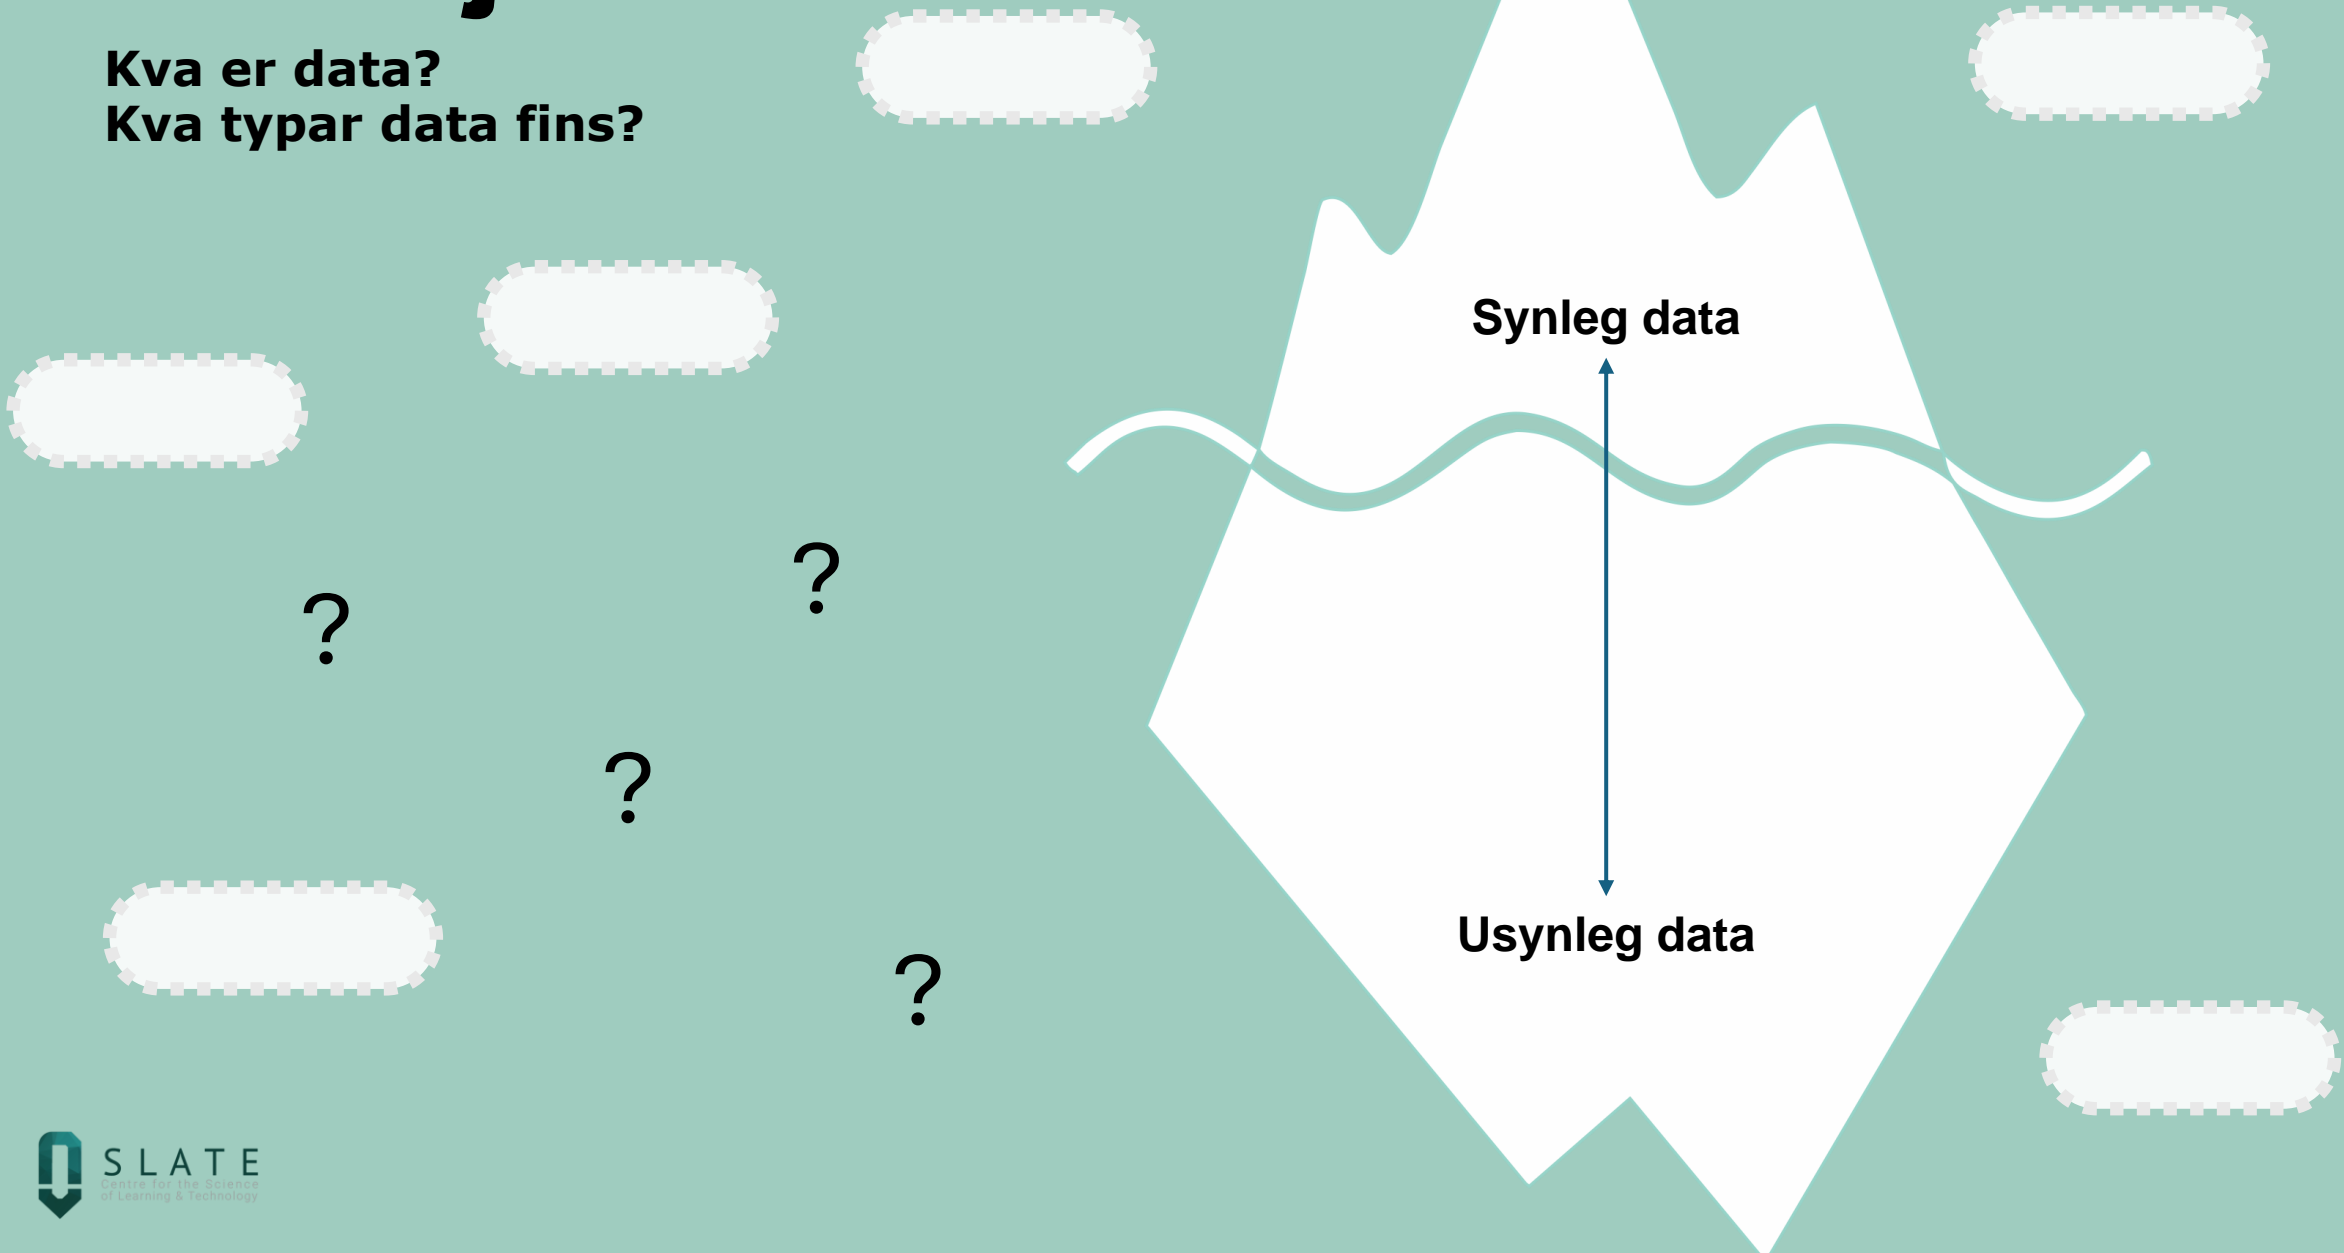 Kva er data?
Kva typar data fins?
Synleg data
?
?
?
Usynleg data
?
SLATE
Centre for the Science
of Learning & Technology